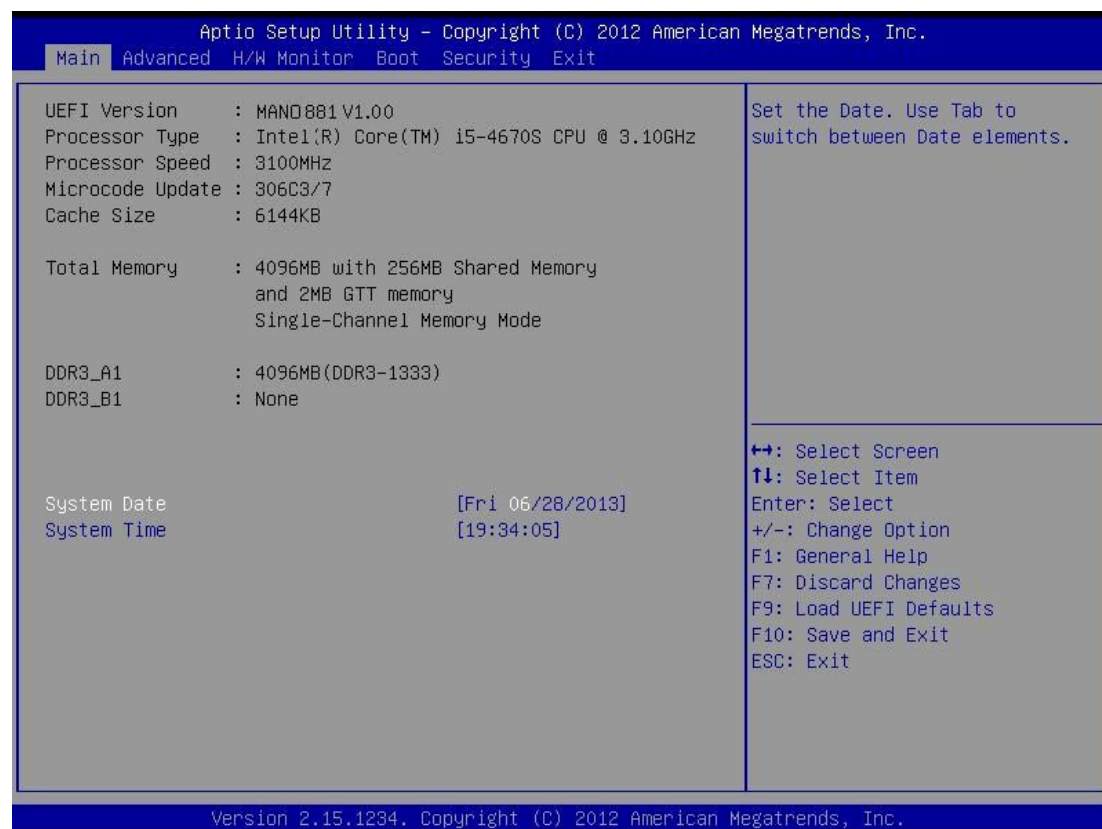 Aptio Setup Utility – Copyright (C) 2012 American Megatrends, Inc.
Main Advanced H/W Monitor Boot Security Exit
UEFI Version : MANO881 V1.00
Processor Type : Intel(R) Core(TM) i5-4670S CPU @ 3.10GHz
Processor Speed : 3100MHz
Microcode Update : 306C3/7
Cache Size : 6144KB
Total Memory : 4096MB with 256MB Shared Memory
and 2MB GTT memory
Single-Channel Memory Mode
DDR3_A1 : 4096MB(DDR3-1333)
DDR3_B1 : None
System Date [Fri 06/28/2013]
System Time [19:34:05]
Set the Date. Use Tab to
switch between Date elements.
↔: Select Screen
↑↓: Select Item
Enter: Select
+/-: Change Option
F1: General Help
F7: Discard Changes
F9: Load UEFI Defaults
F10: Save and Exit
ESC: Exit
Version 2.15.1234. Copyright (C) 2012 American Megatrends, Inc.